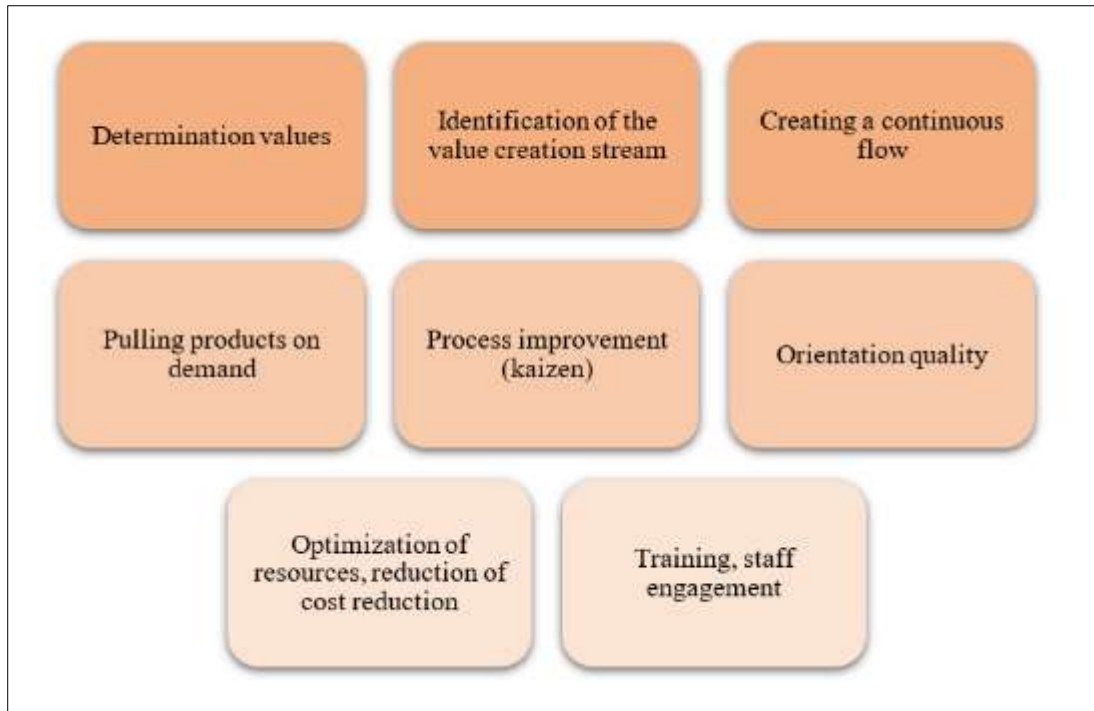 Determination values
Identification of the
value creation stream
Creating a continuous
flow
Pulling products on
demand
Process improvement
(kaizen)
Orientation quality
Optimization of
resources, reduction of
cost reduction
Training, staff
engagement